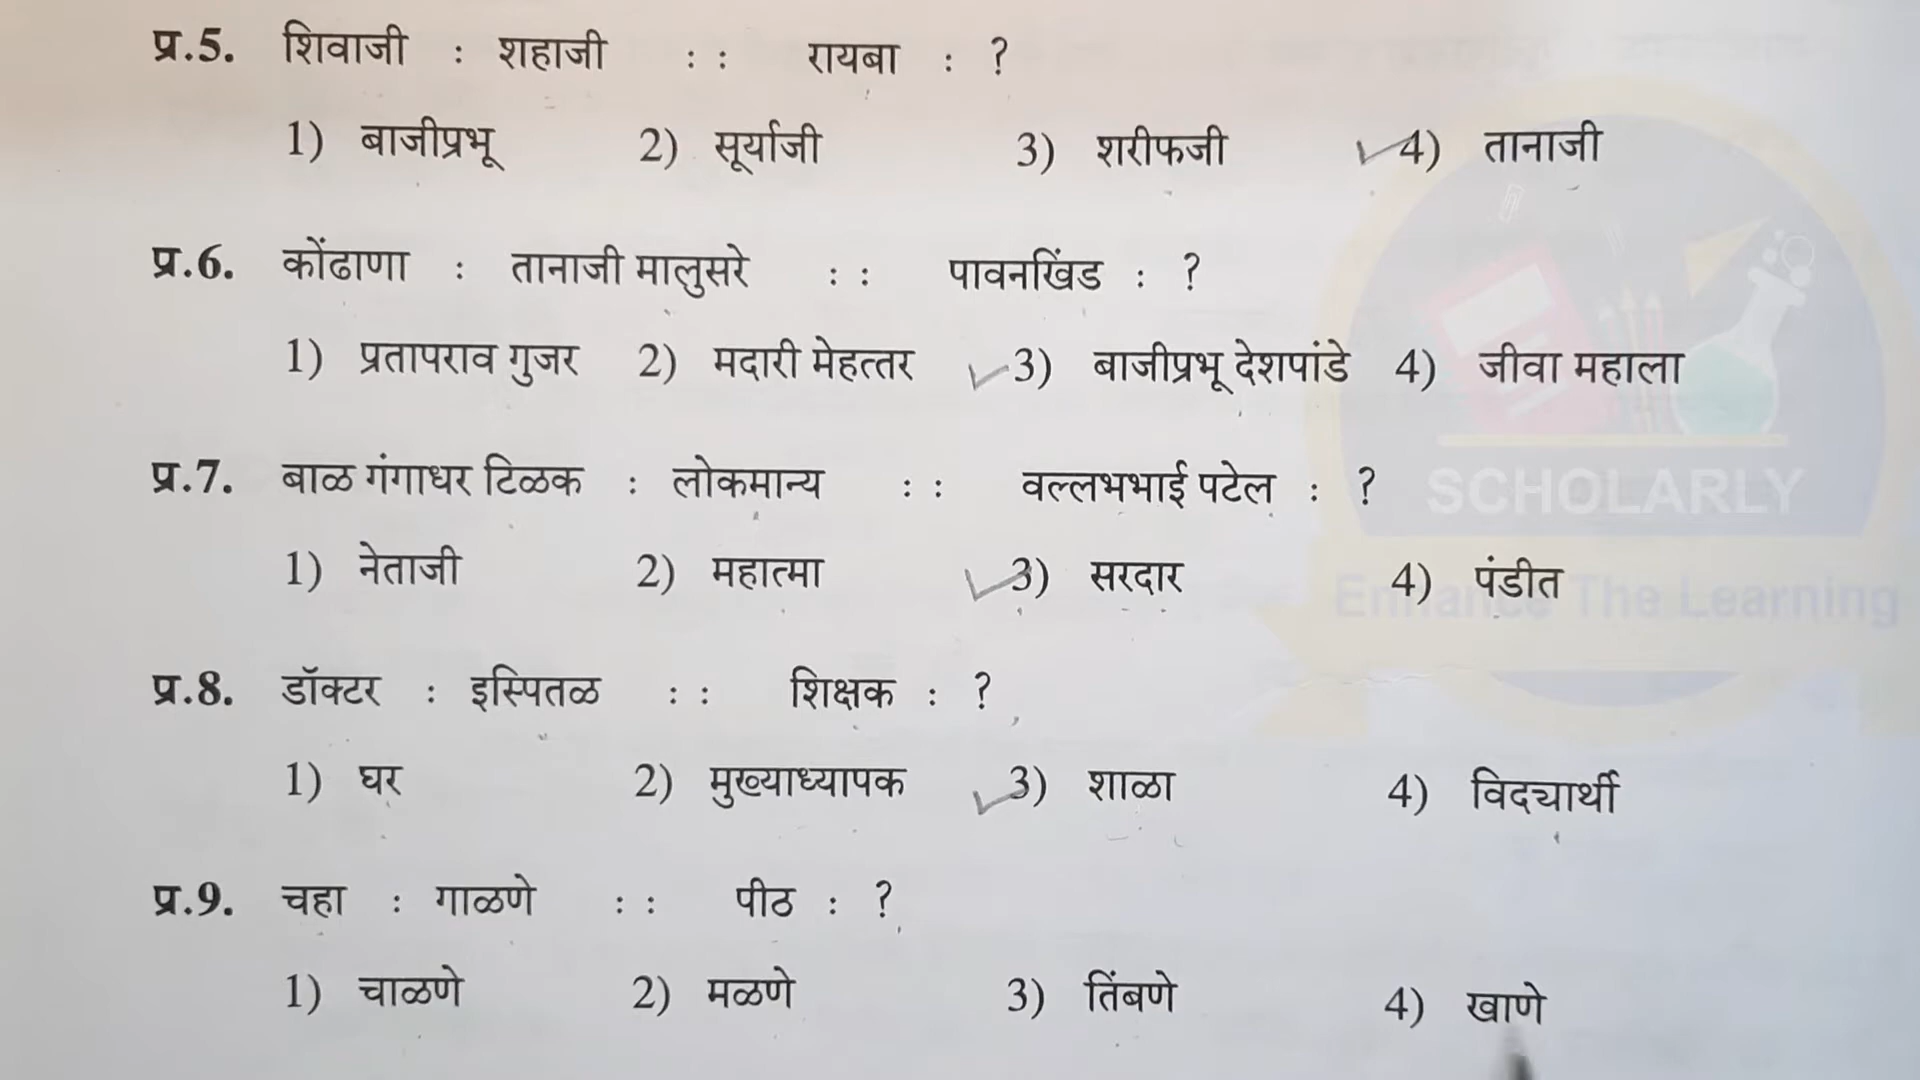 प्र.5. शिवाजी : शहाजी : : रायबा : ?
1) बाजीप्रभू 2) सूर्याजी 3) शरीफजी 4) तानाजी
प्र.6. कोंढाणा : तानाजी मालुसरे : : पावनखिंड : ?
1) प्रतापराव गुजर 2) मदारी मेहत्तर 3) बाजीप्रभू देशपांडे 4) जीवा महाला
प्र.7. बाळ गंगाधर टिळक : लोकमान्य : : वल्लभभाई पटेल : ?
SCHOLARLY
1) नेताजी 2) महात्मा 3) सरदार 4) पंडीत
Enhance The Learning
प्र.8. डॉक्टर : इस्पितळ : : शिक्षक : ?
1) घर 2) मुख्याध्यापक 3) शाळा 4) विद्यार्थी
प्र.9. चहा : गाळणे : : पीठ : ?
1) चाळणे 2) मळणे 3) तिंबणे 4) खाणे